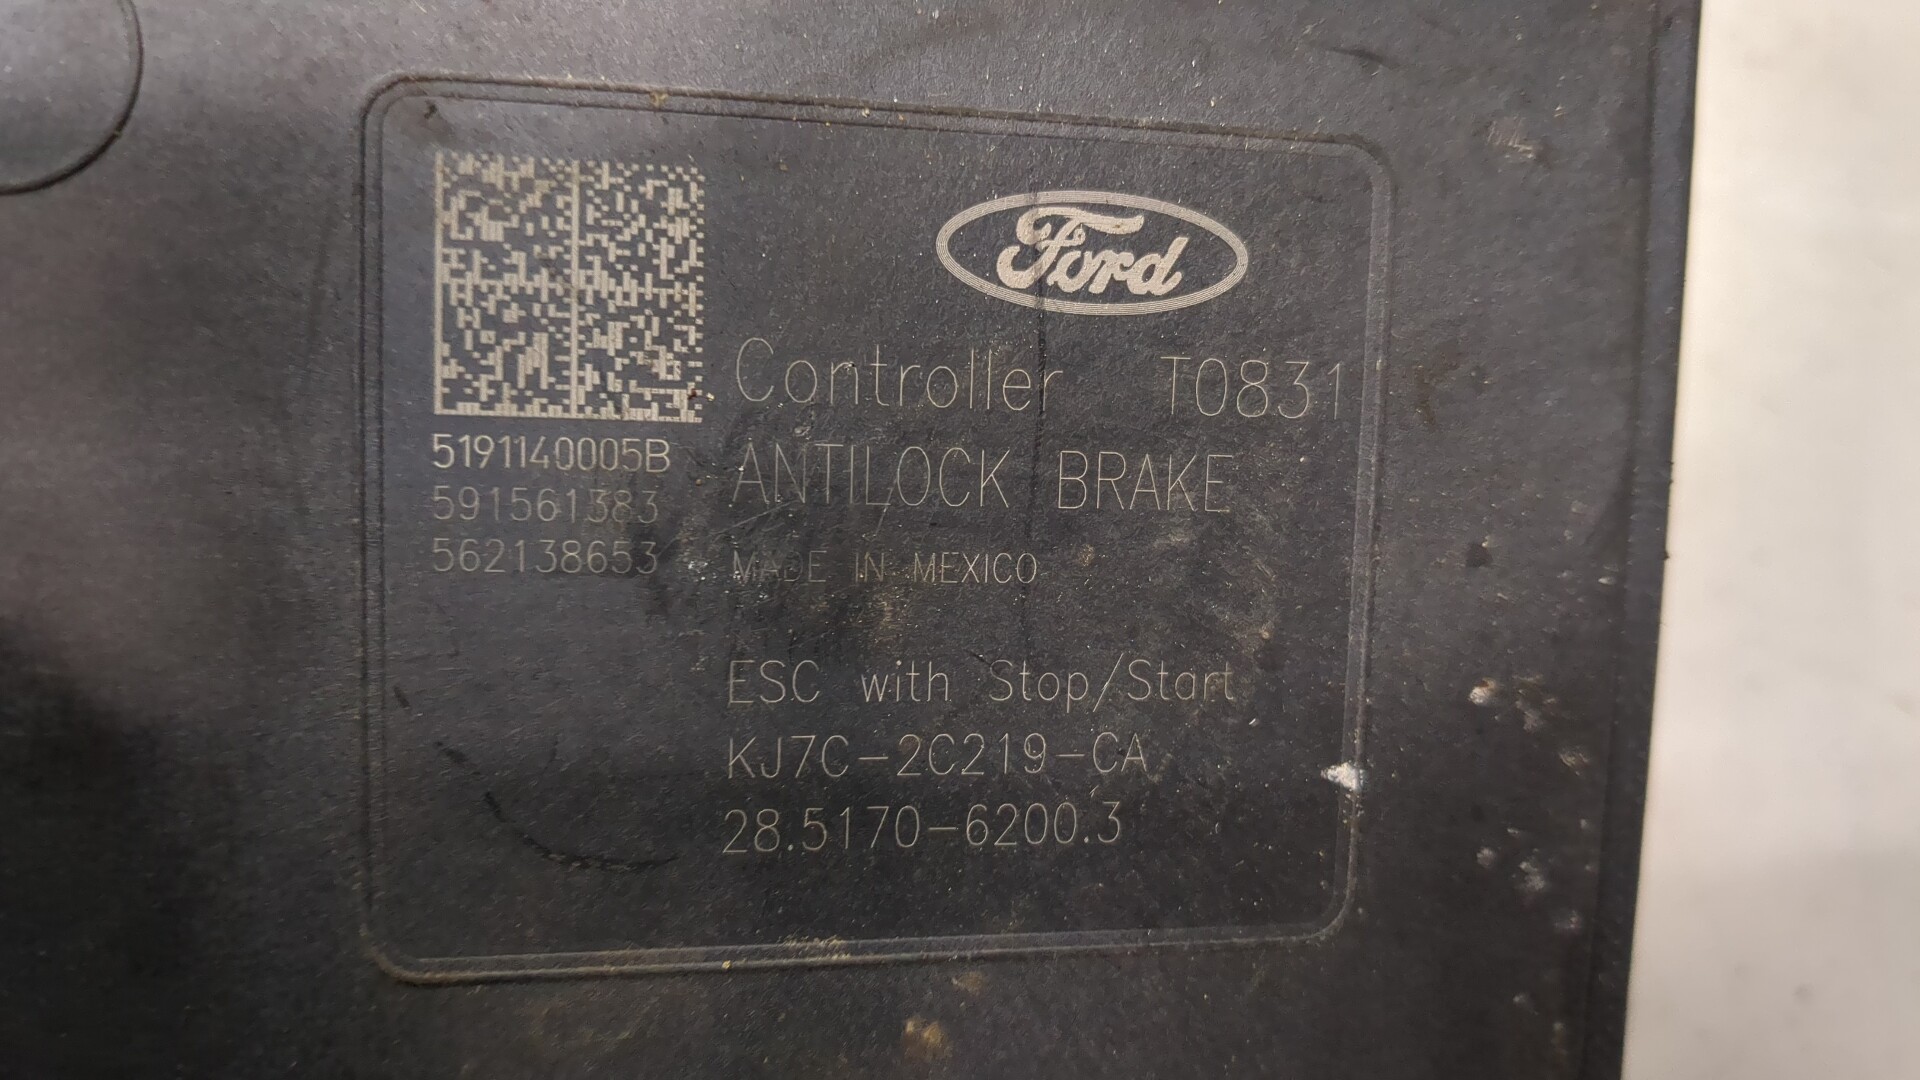 Ford
Controller T0831
5191140005B
ANTILOCK BRAKE
591561383
562138653
MADE IN MEXICO
ESC with Stop/Start
KJ7C-2C219-CA
28.5170-6200.3